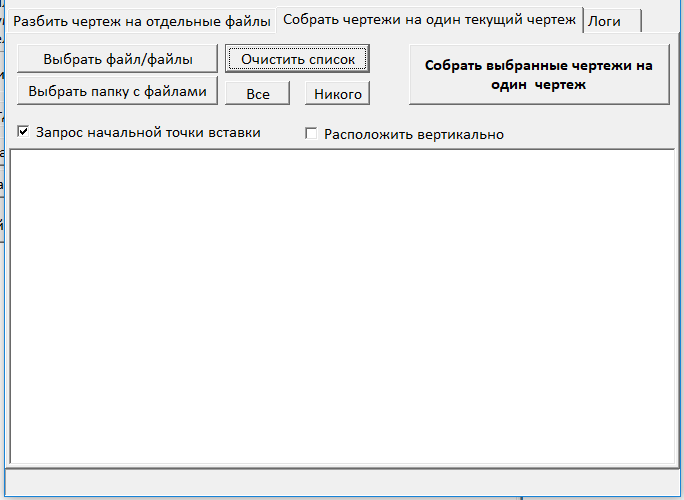 Разбить чертеж на отдельные файлы
Собрать чертежи на один текущий чертеж
Логи
Выбрать файл/файлы
Очистить список
Собрать выбранные чертежи на
один чертеж
Выбрать папку с файлами
Все
Никого
Запрос начальной точки вставки
Расположить вертикально